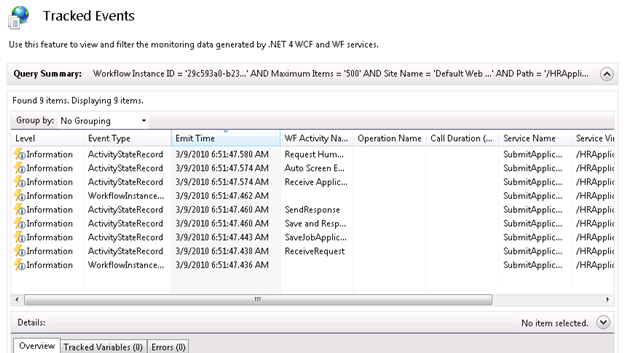 Tracked Events
Use this feature to view and filter the monitoring data generated by .NET 4 WCF and WF services.
Query Summary: Workflow Instance ID = '29c593a0-b23...' AND Maximum Items = '500' AND Site Name = 'Default Web ...' AND Path = '/HRAppli...
Found 9 items. Displaying 9 items.
Group by: No Grouping
Level Event Type Emit Time WF Activity Na... Operation Name Call Duration (... Service Name Service Vir
Information ActivityStateRecord 3/9/2010 6:51:47.580 AM Request Hum... SubmitApplic... /HRApplic
Information ActivityStateRecord 3/9/2010 6:51:47.574 AM Auto Screen E... SubmitApplic... /HRApplic
Information ActivityStateRecord 3/9/2010 6:51:47.574 AM Receive Applic... SubmitApplic... /HRApplic
Information WorkflowInstance... 3/9/2010 6:51:47.462 AM SubmitApplic... /HRApplic
Information ActivityStateRecord 3/9/2010 6:51:47.460 AM SendResponse SubmitApplic... /HRApplic
Information ActivityStateRecord 3/9/2010 6:51:47.460 AM Save and Resp... SubmitApplic... /HRApplic
Information ActivityStateRecord 3/9/2010 6:51:47.443 AM SaveJobApplic... SubmitApplic... /HRApplic
Information ActivityStateRecord 3/9/2010 6:51:47.438 AM ReceiveRequest SubmitApplic... /HRApplic
Information WorkflowInstance... 3/9/2010 6:51:47.436 AM SubmitApplic... /HRApplic
Details: No item selected.
Overview Tracked Variables (0) Errors (0)